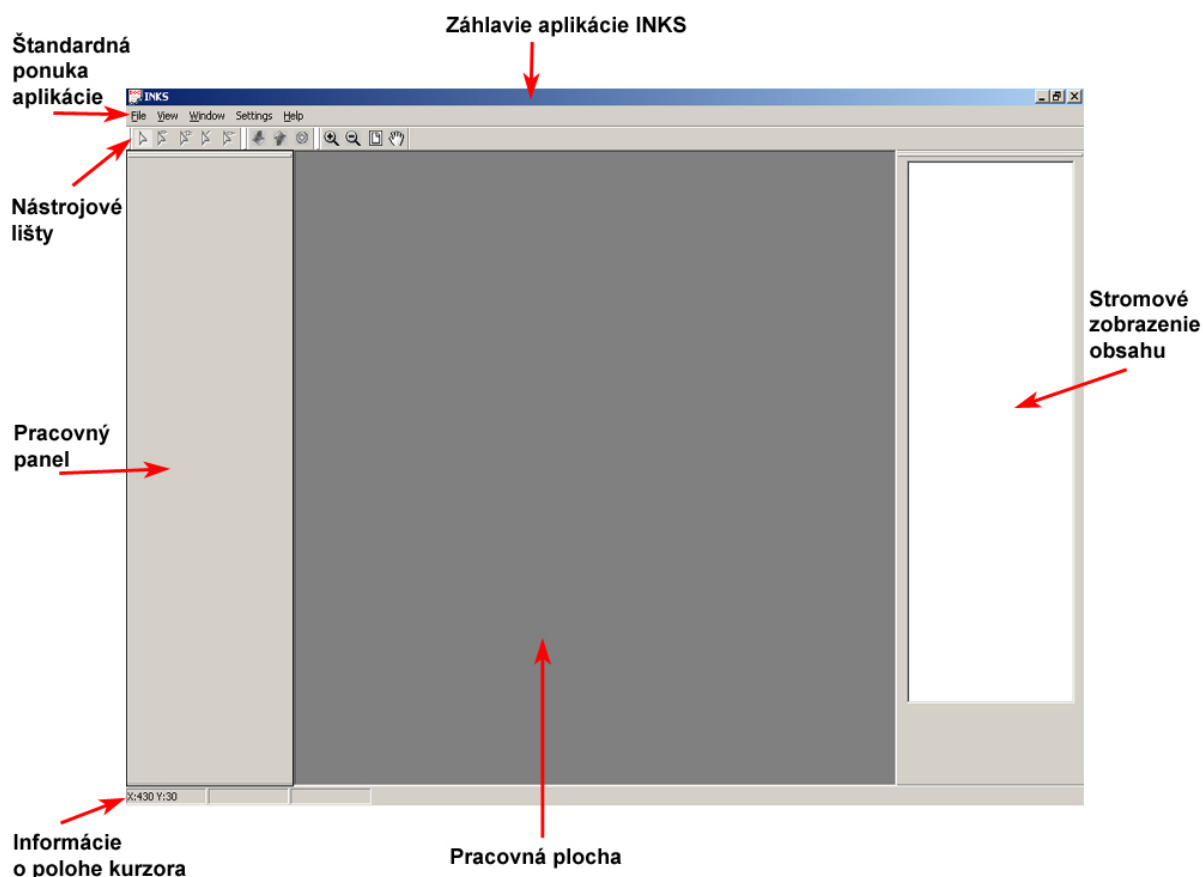 Záhlavie aplikácie INKS
Štandardná
ponuka
aplikácie
INKS
File View Window Settings Help
Nástrojové
lišty
Stromové
zobrazenie
obsahu
Pracovný
panel
X:430 Y:30
Informácie
o polohe kurzora
Pracovná plocha